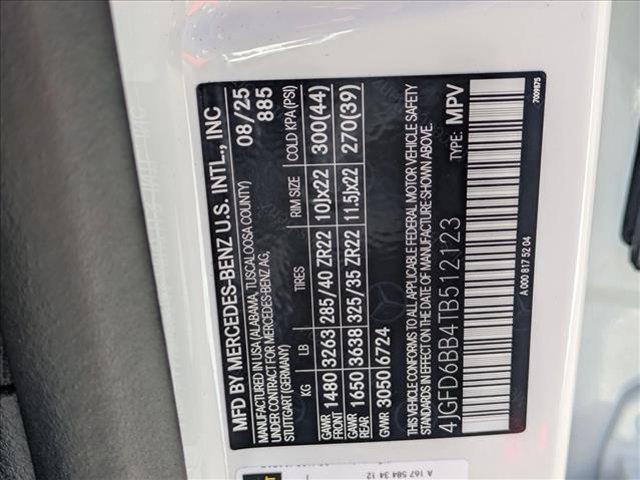 MFD BY MERCEDES-BENZ U.S. INTL., INC
MANUFACTURED IN USA (ALABAMA, TUSCALOOSA COUNTY)
UNDER CONTRACT FOR MERCEDES-BENZ AG,
STUTTGART (GERMANY)
08/25
885
KG LB TIRES RIM SIZE COLD KPA (PSI)
GAWR FRONT 1480 3263 285/40 ZR22 10Jx22 300(44)
GAWR REAR 1650 3638 325/35 ZR22 11.5Jx22 270(39)
GVWR 3050 6724
THIS VEHICLE CONFORMS TO ALL APPLICABLE FEDERAL MOTOR VEHICLE SAFETY
STANDARDS IN EFFECT ON THE DATE OF MANUFACTURE SHOWN ABOVE.
4JGFD6BB4TB512123 TYPE: MPV
A 000 817 52 04
7009875
A 167 584 34 12